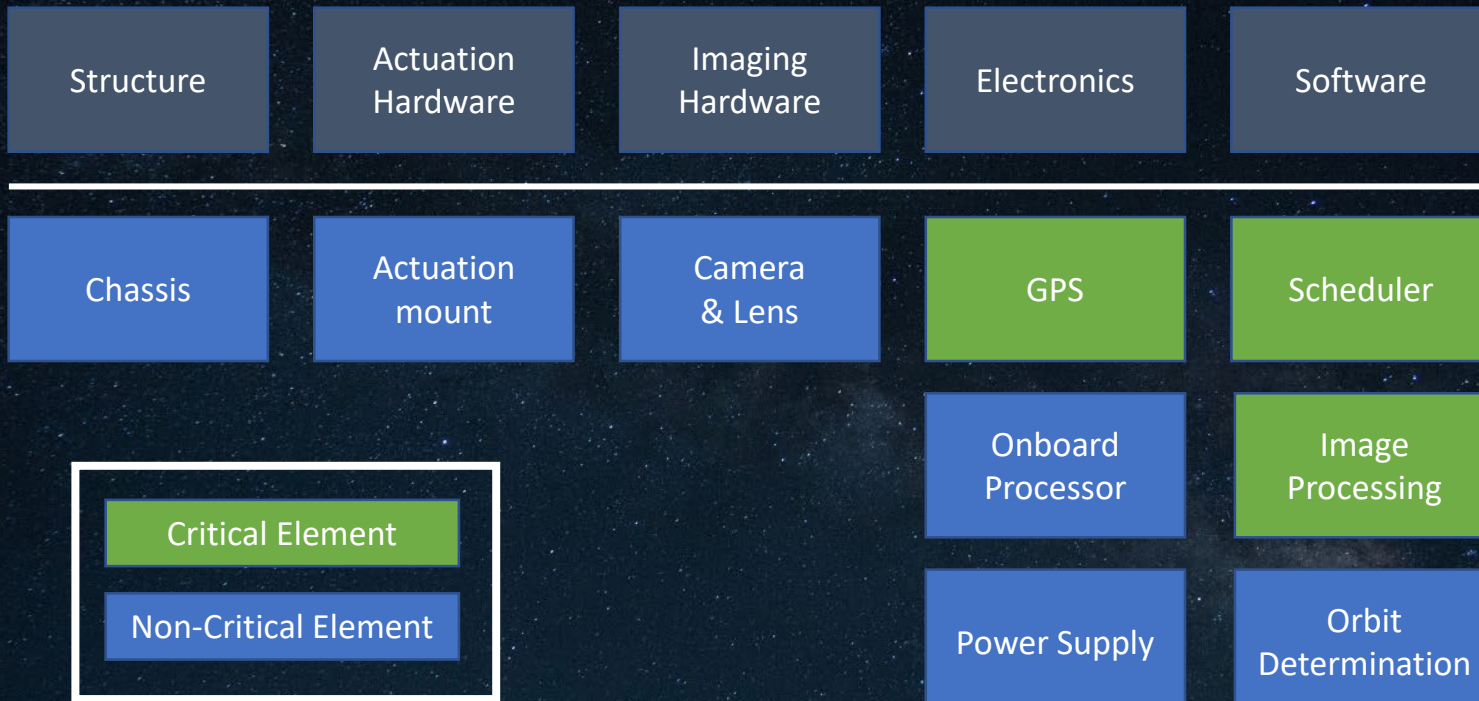 Structure
Actuation
Hardware
Imaging
Hardware
Electronics
Software
Chassis
Actuation
mount
Camera
& Lens
GPS
Scheduler
Onboard
Processor
Image
Processing
Critical Element
Non-Critical Element
Power Supply
Orbit
Determination